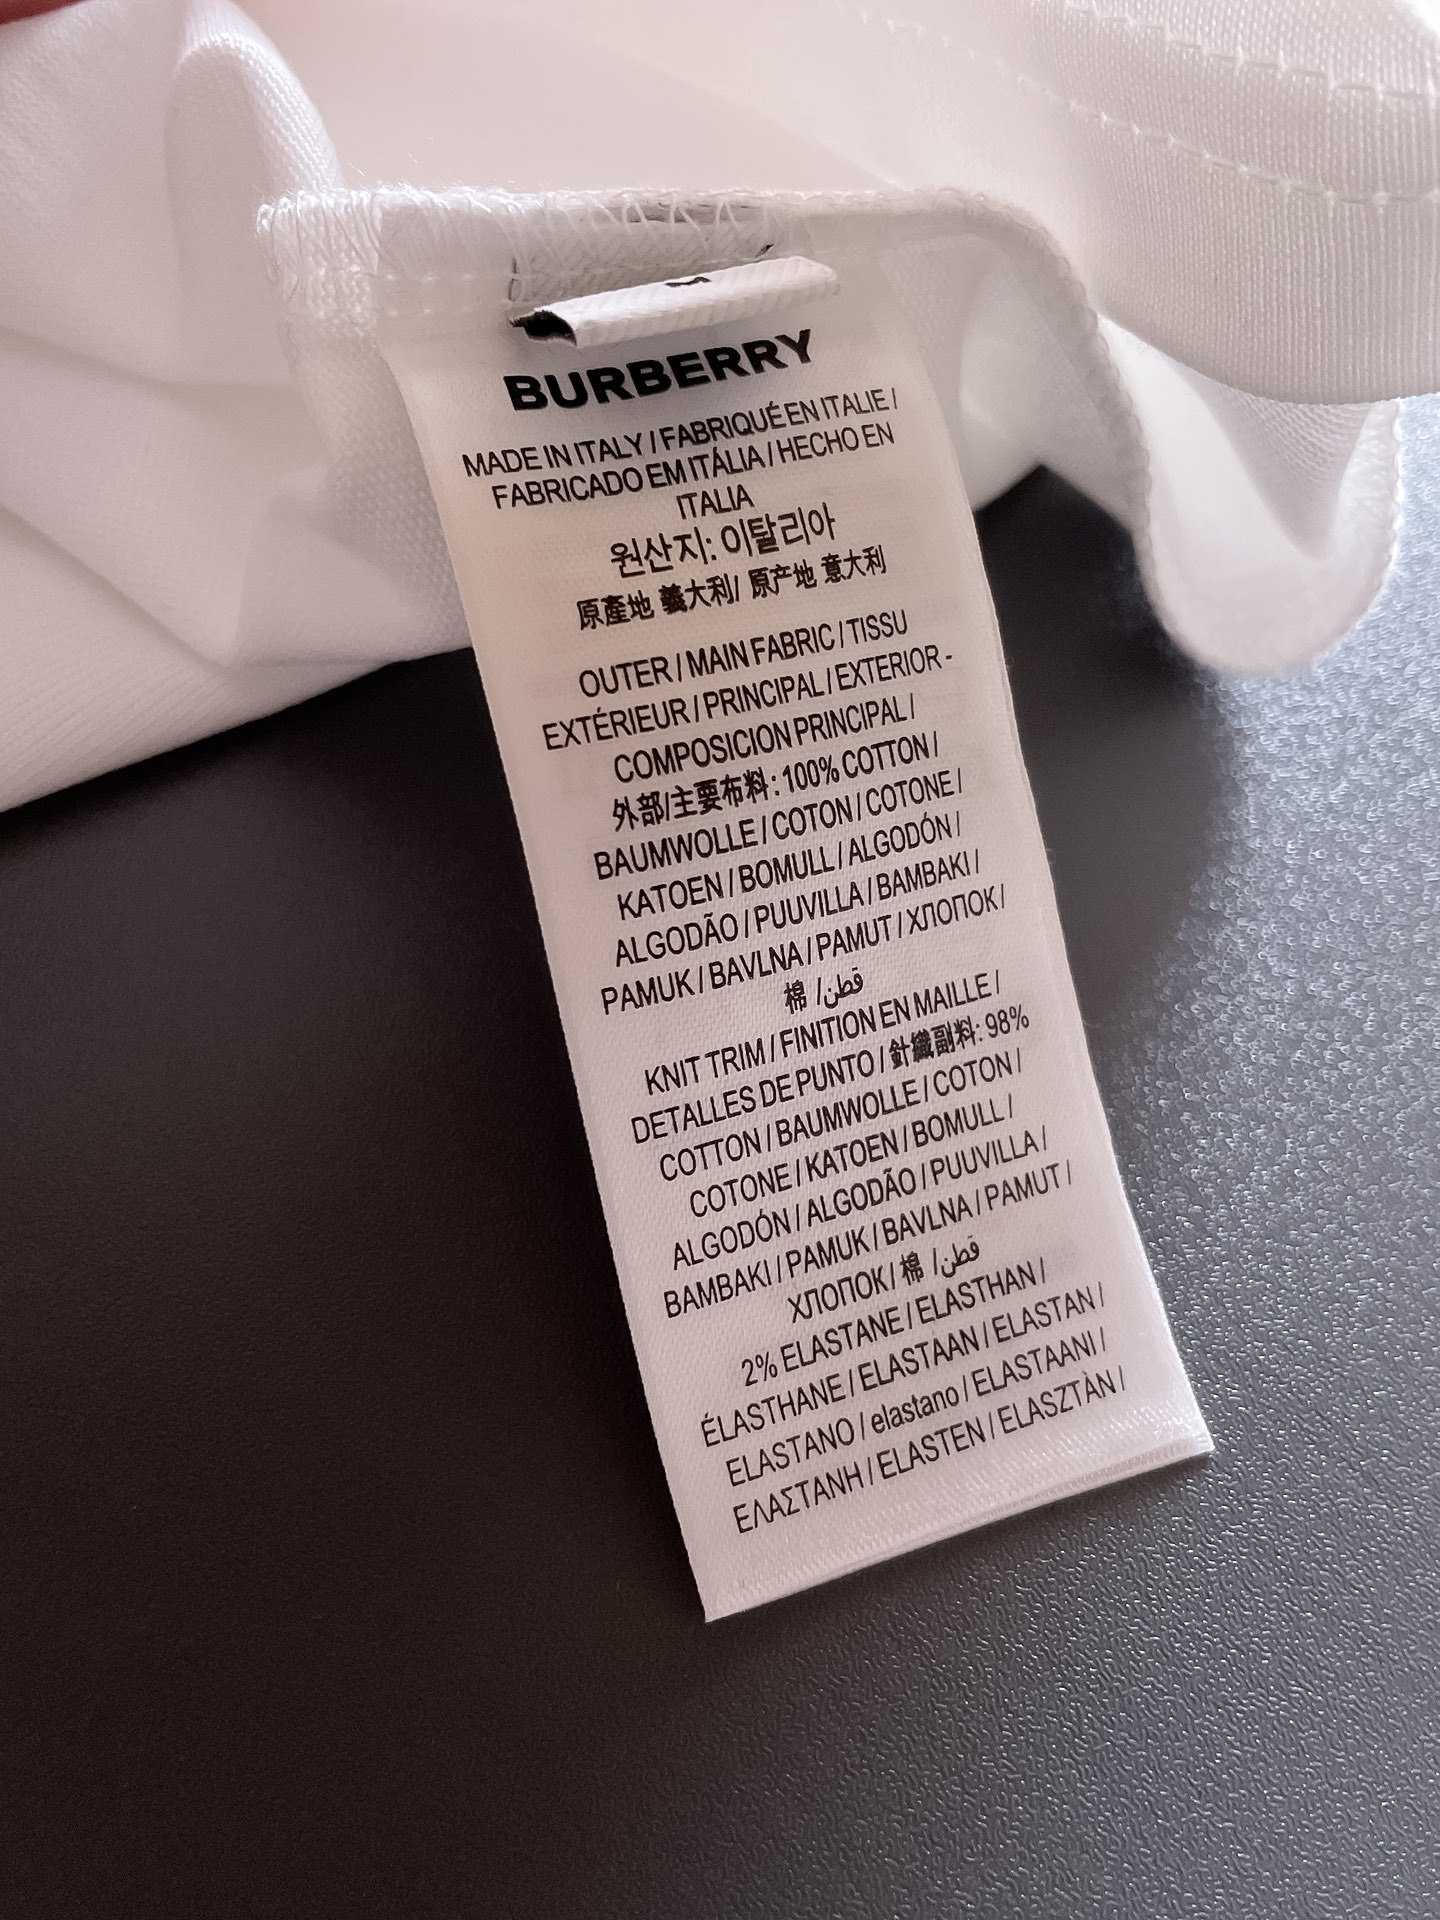 BURBERRY
MADE IN ITALY / FABRIQUÉ EN ITALIE /
FABRICADO EM ITÁLIA / HECHO EN
ITALIA
원산지: 이탈리아
原產地 義大利/ 原产地 意大利
OUTER / MAIN FABRIC / TISSU
EXTÉRIEUR / PRINCIPAL / EXTERIOR -
COMPOSICION PRINCIPAL /
外部/主要布料 : 100% COTTON /
BAUMWOLLE / COTON / COTONE /
KATOEN / BOMULL / ALGODÓN /
ALGODÃO / PUUVILLA / BAMBAKI /
PAMUK / BAVLNA / PAMUT / ХЛОПОК /
棉 / قطن
KNIT TRIM / FINITION EN MAILLE /
DETALLES DE PUNTO / 針織副料: 98%
COTTON / BAUMWOLLE / COTON /
COTONE / KATOEN / BOMULL /
ALGODÓN / ALGODÃO / PUUVILLA /
BAMBAKI / PAMUK / BAVLNA / PAMUT /
ХЛОПОК / 棉 / قطن
2% ELASTANE / ELASTHAN /
ÉLASTHANE / ELASTAAN / ELASTAN /
ELASTANO / elastano / ELASTAANI /
ΕΛΑΣΤΑΝΗ / ELASTEN / ELASZTÀN /